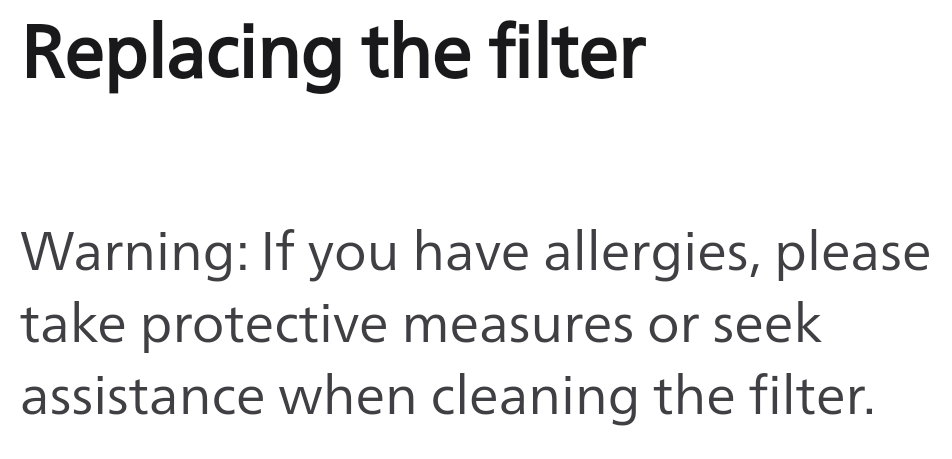 Replacing the filter
Warning: If you have allergies, please
take protective measures or seek
assistance when cleaning the filter.